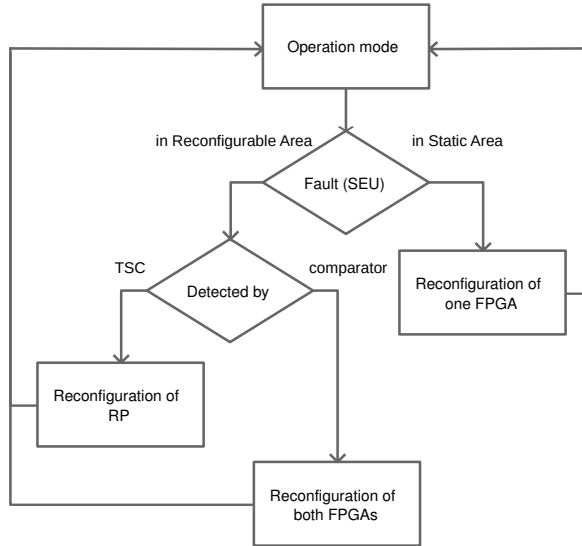 Operation mode
in Reconfigurable Area
in Static Area
Fault (SEU)
TSC
comparator
Detected by
Reconfiguration of
one FPGA
Reconfiguration of
RP
Reconfiguration of
both FPGAs